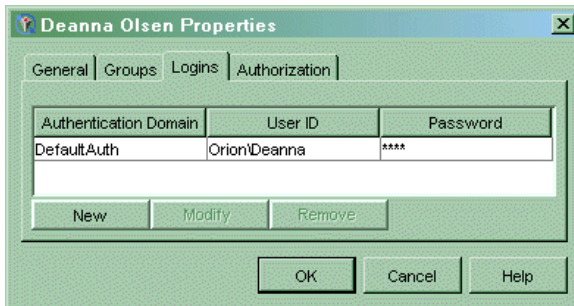 Deanna Olsen Properties
General Groups Logins Authorization
Authentication Domain User ID Password
DefaultAuth Orion\Deanna ****
New Modify Remove
OK Cancel Help